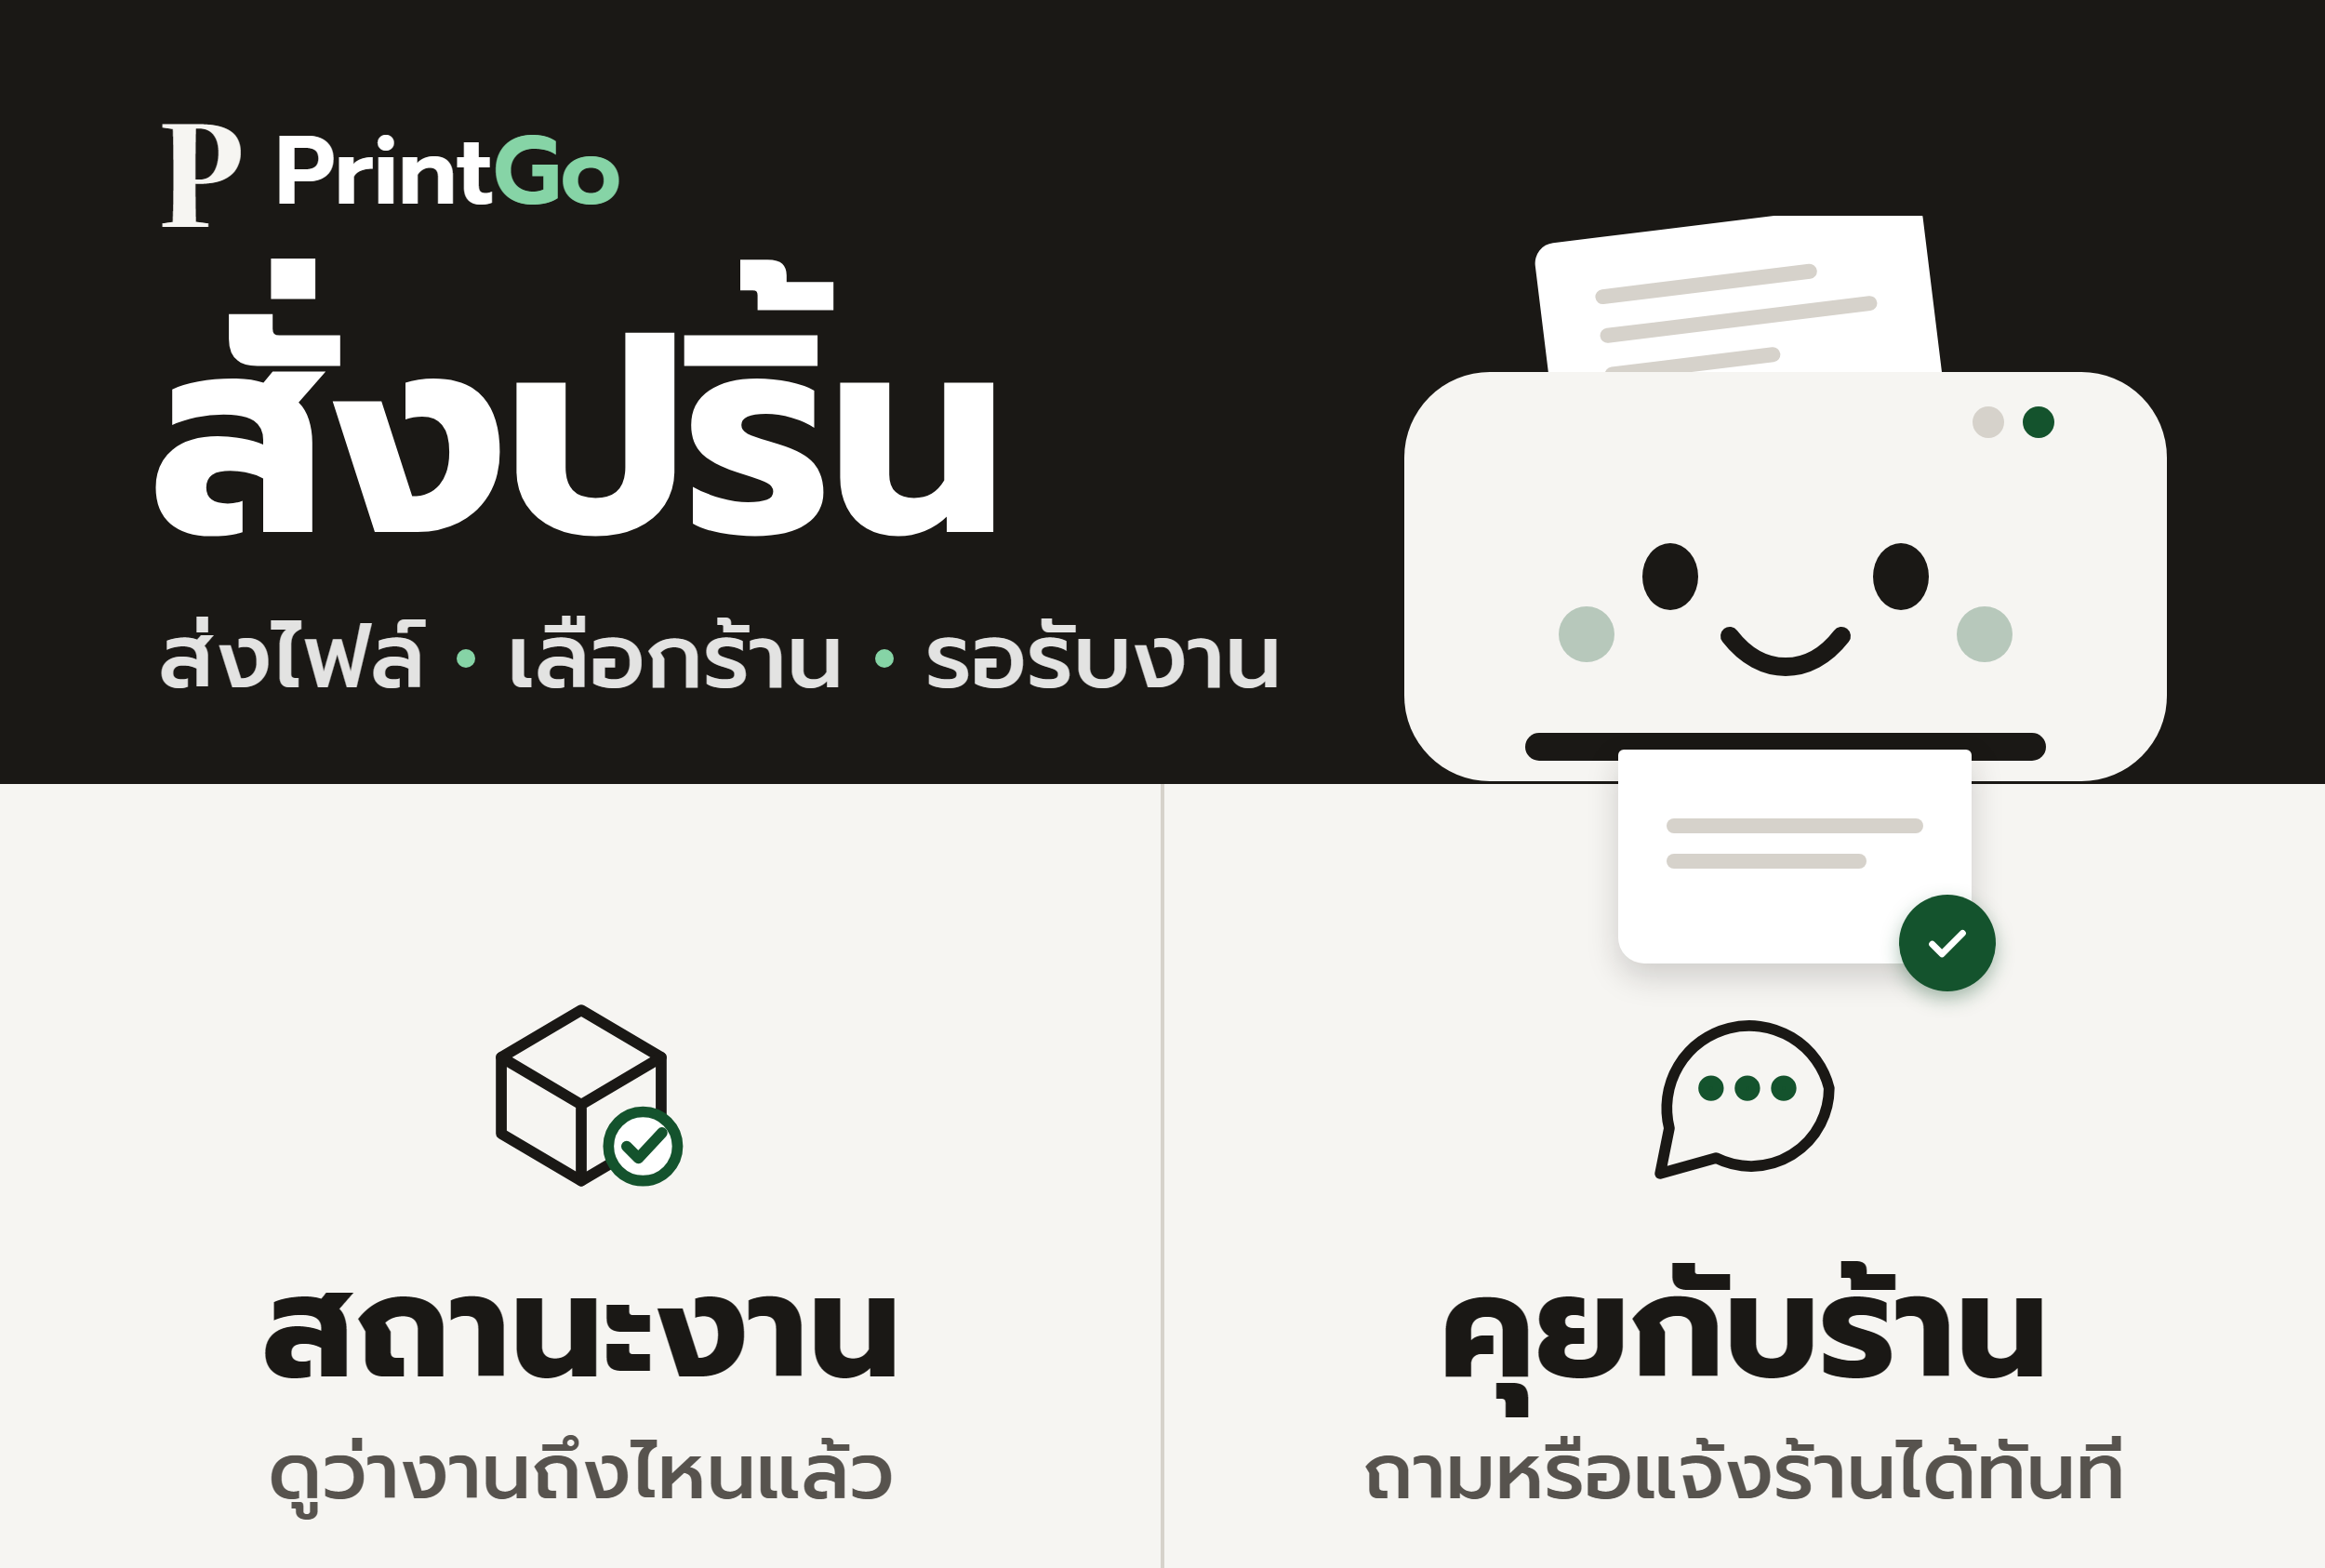 P PrintGo
สั่งปริ้น
ส่งไฟล์ • เลือกร้าน • รอรับงาน
สถานะงาน
ดูว่างานถึงไหนแล้ว
คุยกับร้าน
ถามหรือแจ้งร้านได้ทันที